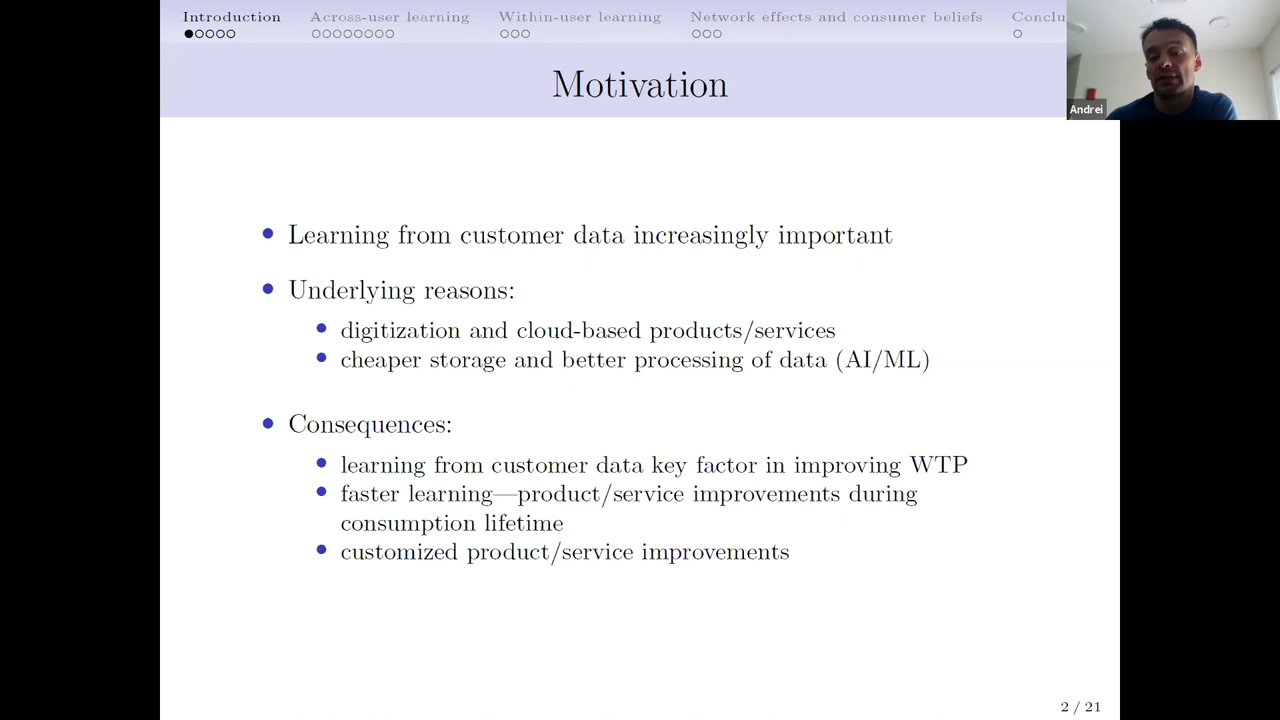 Introduction Across-user learning Within-user learning Network effects and consumer beliefs Conclu
Motivation
Andrei
• Learning from customer data increasingly important
• Underlying reasons:
• digitization and cloud-based products/services
• cheaper storage and better processing of data (AI/ML)
• Consequences:
• learning from customer data key factor in improving WTP
• faster learning—product/service improvements during
consumption lifetime
• customized product/service improvements
2 / 21